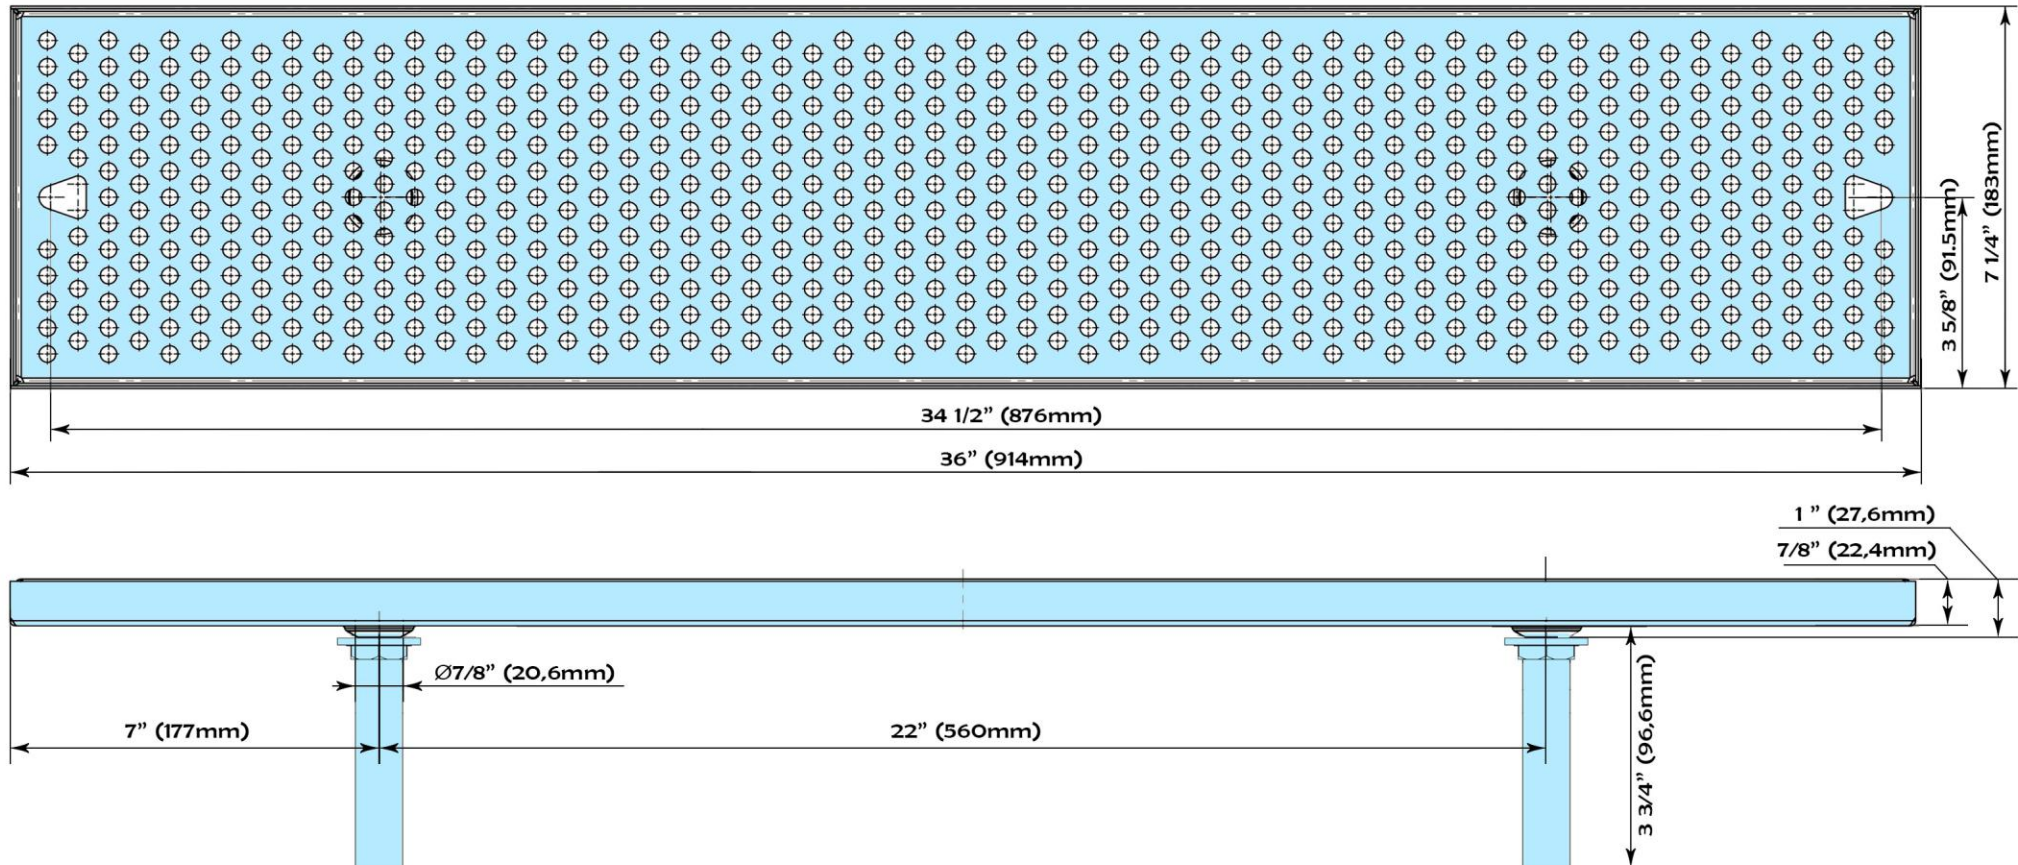 3 5/8” (91.5mm)
7 1/4” (183mm)
34 1/2” (876mm)
36” (914mm)
1 ” (27,6mm)
7/8” (22,4mm)
Ø7/8” (20,6mm)
7” (177mm)
22” (560mm)
3 3/4” (96,6mm)